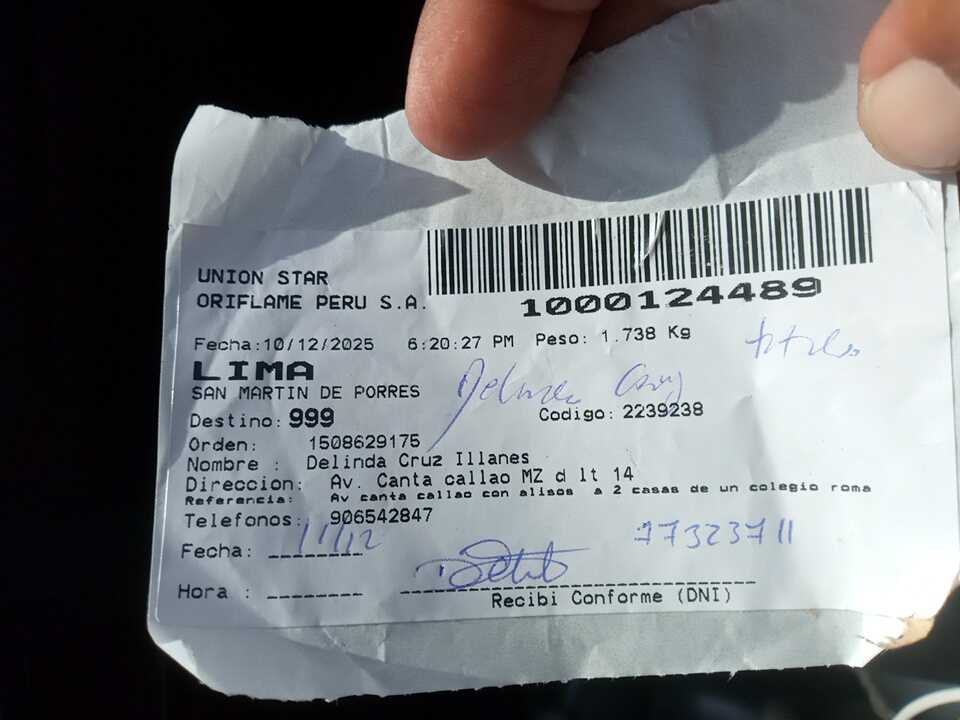 UNION STAR
ORIFLAME PERU S.A.
1000124489
Fecha:10/12/2025 6:20:27 PM Peso: 1.738 Kg
LIMA
SAN MARTIN DE PORRES
Destino: 999 Codigo: 2239238
Orden: 1508629175
Nombre : Delinda Cruz Illanes
Direccion: Av. Canta callao MZ d lt 14
Referencia: Av canta callao con alisos a 2 casas de un colegio roma
Telefonos: 906542847
Fecha: 11/12
77323711
Hora :
Recibi Conforme (DNI)